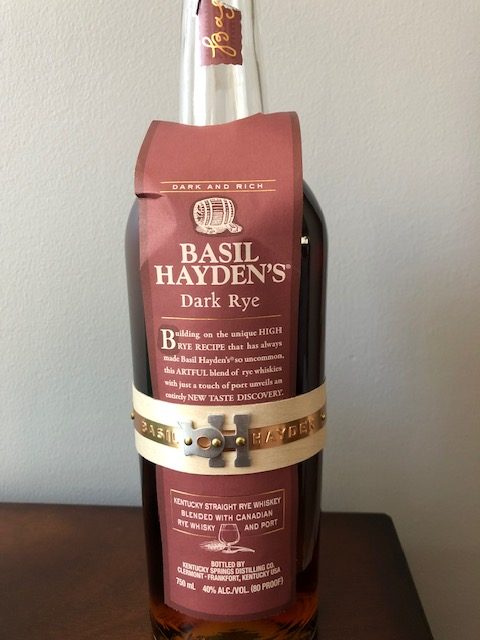 DARK AND RICH
BASIL
HAYDEN'S®
Dark Rye
Building on the unique HIGH
RYE RECIPE that has always
made Basil Hayden's® so uncommon,
this ARTFUL blend of rye whiskies
with just a touch of port unveils an
entirely NEW TASTE DISCOVERY.
BASIL BH HAYDEN
KENTUCKY STRAIGHT RYE WHISKEY
BLENDED WITH CANADIAN
RYE WHISKY AND PORT
BOTTLED BY
KENTUCKY SPRINGS DISTILLING CO.
CLERMONT • FRANKFORT, KENTUCKY USA
750 mL 40% ALC./VOL. (80 PROOF)